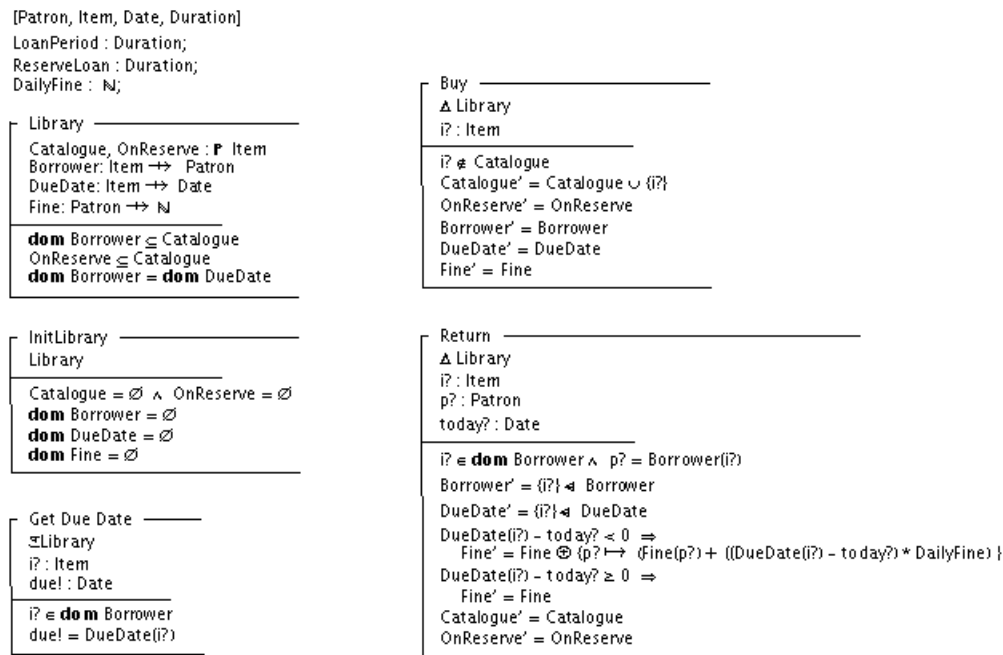 [Patron, Item, Date, Duration]
LoanPeriod : Duration;
ReserveLoan : Duration;
DailyFine : ℕ;
Library
Catalogue, OnReserve : ℙ Item
Borrower: Item ⇸ Patron
DueDate: Item ⇸ Date
Fine: Patron ⇸ ℕ
dom Borrower ⊆ Catalogue
OnReserve ⊆ Catalogue
dom Borrower = dom DueDate
InitLibrary
Library
Catalogue = ∅ ∧ OnReserve = ∅
dom Borrower = ∅
dom DueDate = ∅
dom Fine = ∅
Get Due Date
ΞLibrary
i? : Item
due! : Date
i? ∈ dom Borrower
due! = DueDate(i?)
Buy
Δ Library
i? : Item
i? ∉ Catalogue
Catalogue' = Catalogue ∪ {i?}
OnReserve' = OnReserve
Borrower' = Borrower
DueDate' = DueDate
Fine' = Fine
Return
Δ Library
i? : Item
p? : Patron
today? : Date
i? ∈ dom Borrower ∧ p? = Borrower(i?)
Borrower' = {i?} ⩤ Borrower
DueDate' = {i?} ⩤ DueDate
DueDate(i?) – today? < 0 ⇒
Fine' = Fine ⊕ {p? ↦ (Fine(p?) + ((DueDate(i?) – today?) * DailyFine) }
DueDate(i?) – today? ≥ 0 ⇒
Fine' = Fine
Catalogue' = Catalogue
OnReserve' = OnReserve